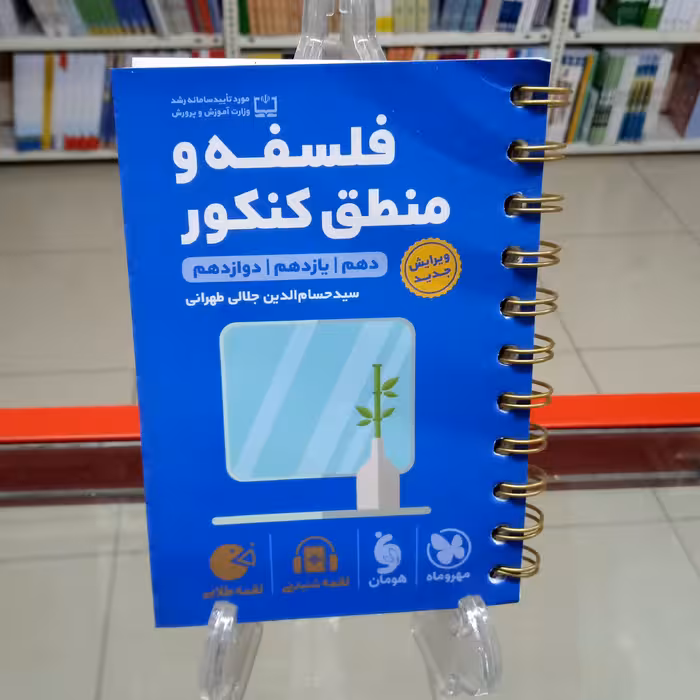 مورد تأیید سامانه رشد
وزارت آموزش و پرورش
فلسفه و
منطق کنکور
دهم | یازدهم | دوازدهم
ویرایش
جدید
سیدحسام‌الدین جلالی طهرانی
مهروماه
هومان
لقمه شنیدنی
لقمه طلایی